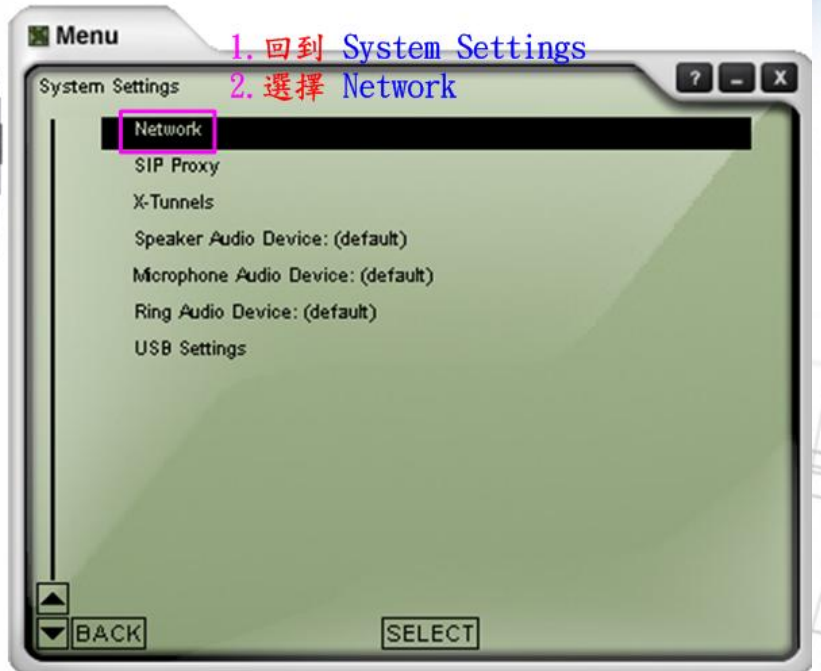 Menu
1. 回到 System Settings
System Settings
2. 選擇 Network
? - X
Network
SIP Proxy
X-Tunnels
Speaker Audio Device: (default)
Microphone Audio Device: (default)
Ring Audio Device: (default)
USB Settings
BACK
SELECT